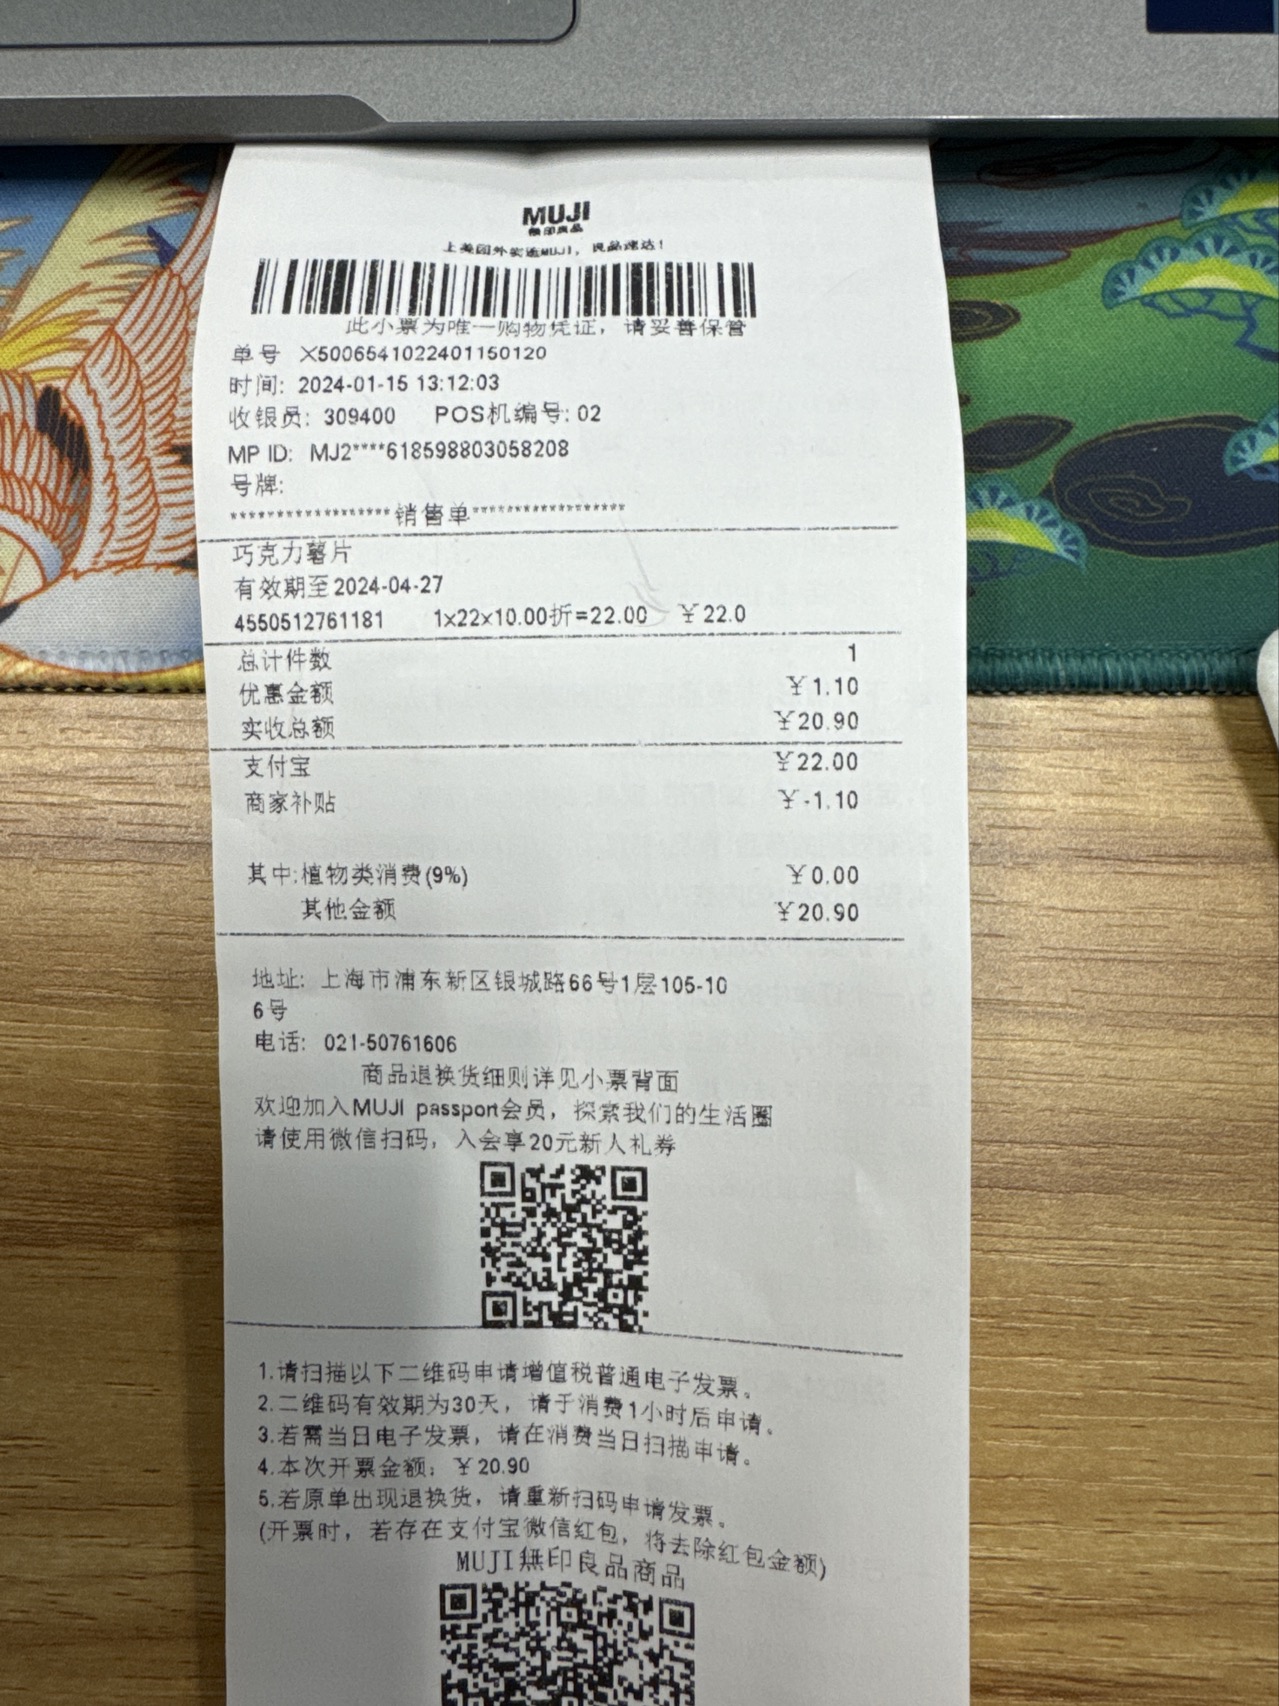 MUJI
無印良品
上美团外卖逛MUJI，良品速达！
此小票为唯一购物凭证，请妥善保管
单号 X5006541022401150120
时间: 2024-01-15 13:12:03
收银员: 309400 POS机编号: 02
MP ID: MJ2****618598803058208
号牌:
*******************销售单******************
巧克力薯片
有效期至2024-04-27
4550512761181 1×22×10.00折=22.00 ¥22.0
总计件数 1
优惠金额 ¥1.10
实收总额 ¥20.90
支付宝 ¥22.00
商家补贴 ¥-1.10
其中:植物类消费(9%) ¥0.00
其他金额 ¥20.90
地址: 上海市浦东新区银城路66号1层105-10
6号
电话: 021-50761606
商品退换货细则详见小票背面
欢迎加入MUJI passport会员，探索我们的生活圈
请使用微信扫码，入会享20元新人礼券
1.请扫描以下二维码申请增值税普通电子发票。
2.二维码有效期为30天，请于消费1小时后申请。
3.若需当日电子发票，请在消费当日扫描申请。
4.本次开票金额: ¥20.90
5.若原单出现退换货，请重新扫码申请发票。
(开票时，若存在支付宝微信红包，将去除红包金额)
MUJI無印良品商品